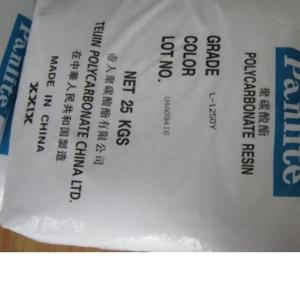 Panlite
聚碳酸酯
POLYCARBONATE RESIN
GRADE L-1250Y
COLOR
LOT NO.
NET 25 KGS
帝人聚碳酸酯有限公司
TEIJIN POLYCARBONATE CHINA LTD.
在中華人民共和国製造
MADE IN CHINA
Panlite